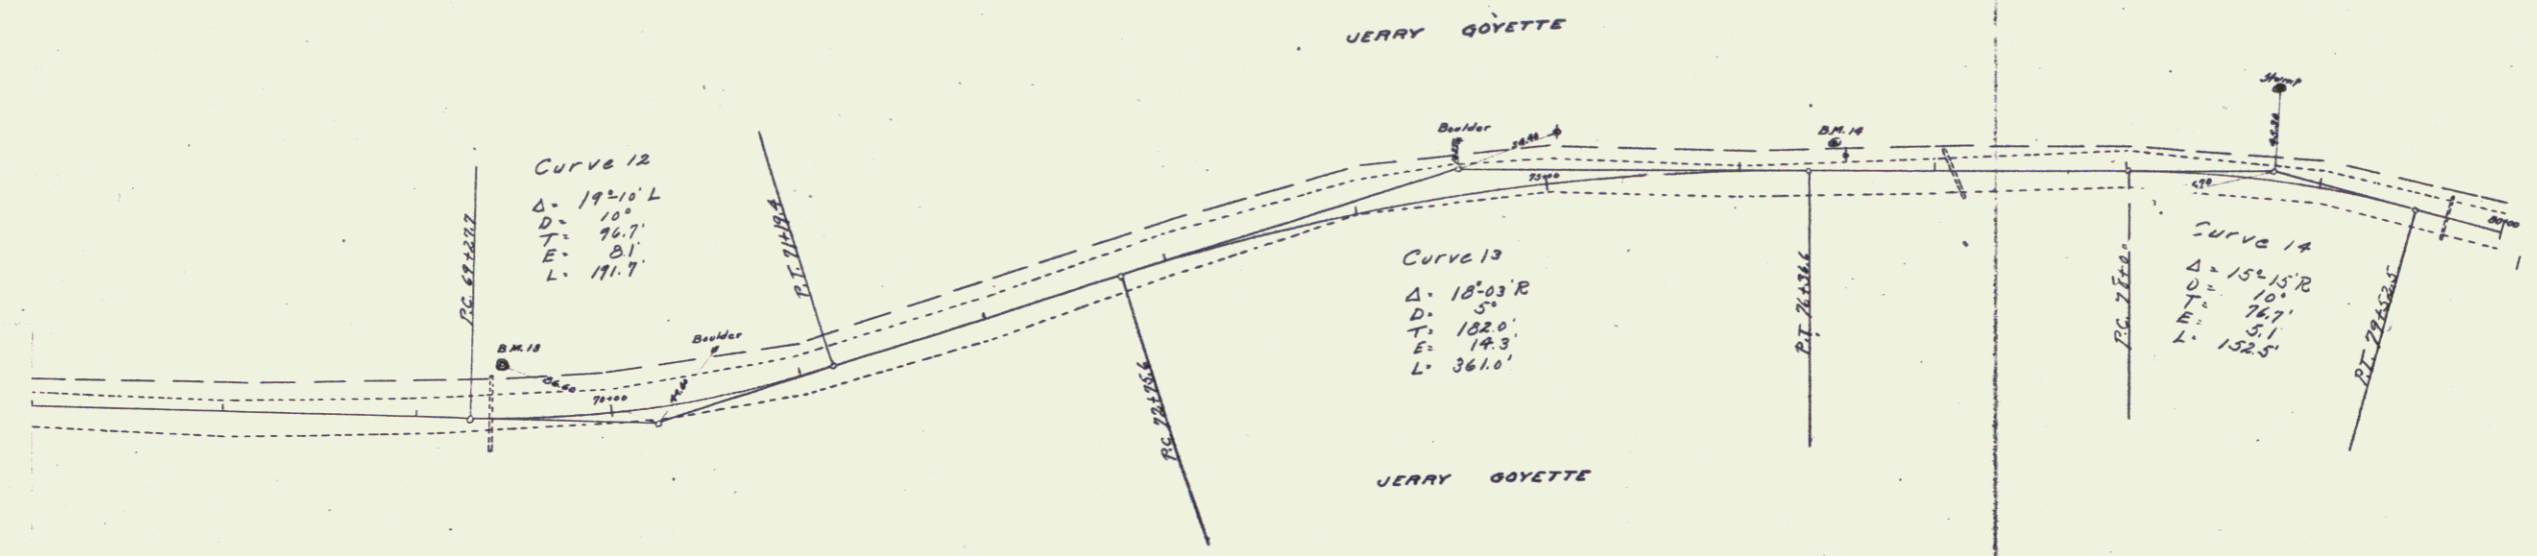 JERRY GOYETTE
Stump
Boulder
B.M. 14
Curve 12
Δ = 19°-10' L
D = 10°
T = 96.7'
E = 8.1'
L = 191.7'
P.C. 69+27.7
P.T. 71+19.4
75+00
80+00
Curve 13
Δ = 18°-03' R
D = 5°
T = 182.0'
E = 14.3'
L = 361.0'
Curve 14
Δ = 15°-15' R
D = 10°
T = 76.7'
E = 5.1'
L = 152.5'
P.T. 76+36.6
P.C. 78+0.0
P.T. 79+52.5
Boulder
B.M. 13
70+00
P.C. 72+75.6
JERRY GOYETTE